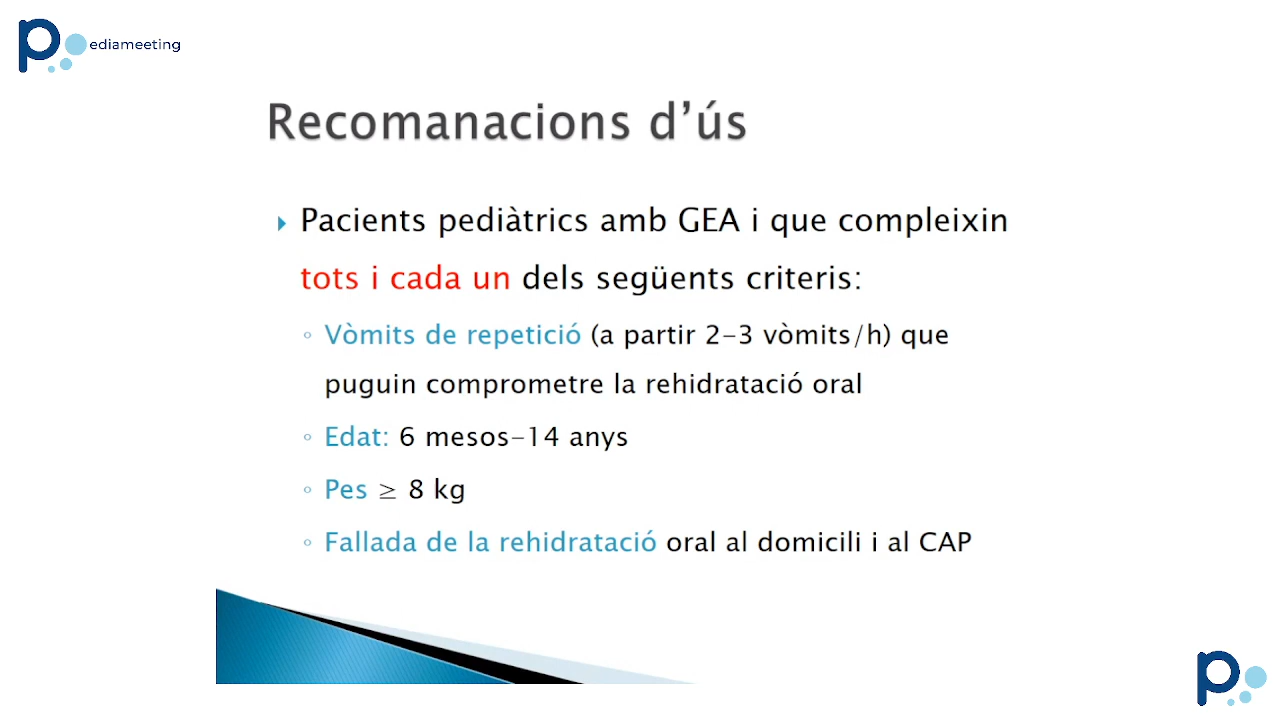 pediameeting
Recomanacions d’ús
Pacients pediàtrics amb GEA i que compleixin
tots i cada un dels següents criteris:
Vòmits de repetició (a partir 2-3 vòmits/h) que
puguin comprometre la rehidratació oral
Edat: 6 mesos-14 anys
Pes ≥ 8 kg
Fallada de la rehidratació oral al domicili i al CAP
p